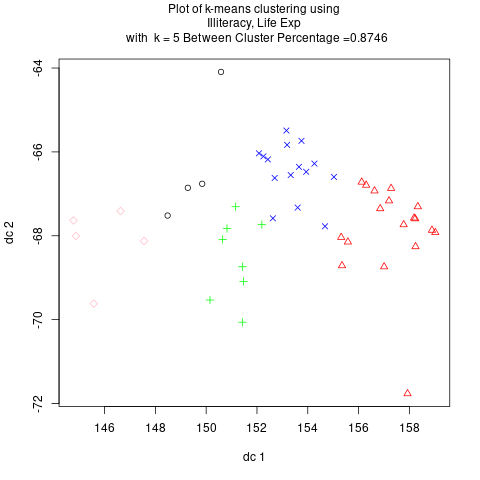 Plot of k-means clustering using
Illiteracy, Life Exp
with  k = 5 Between Cluster Percentage =0.8746
-64
-66
-68
-70
-72
dc 2
146 148 150 152 154 156 158
dc 1